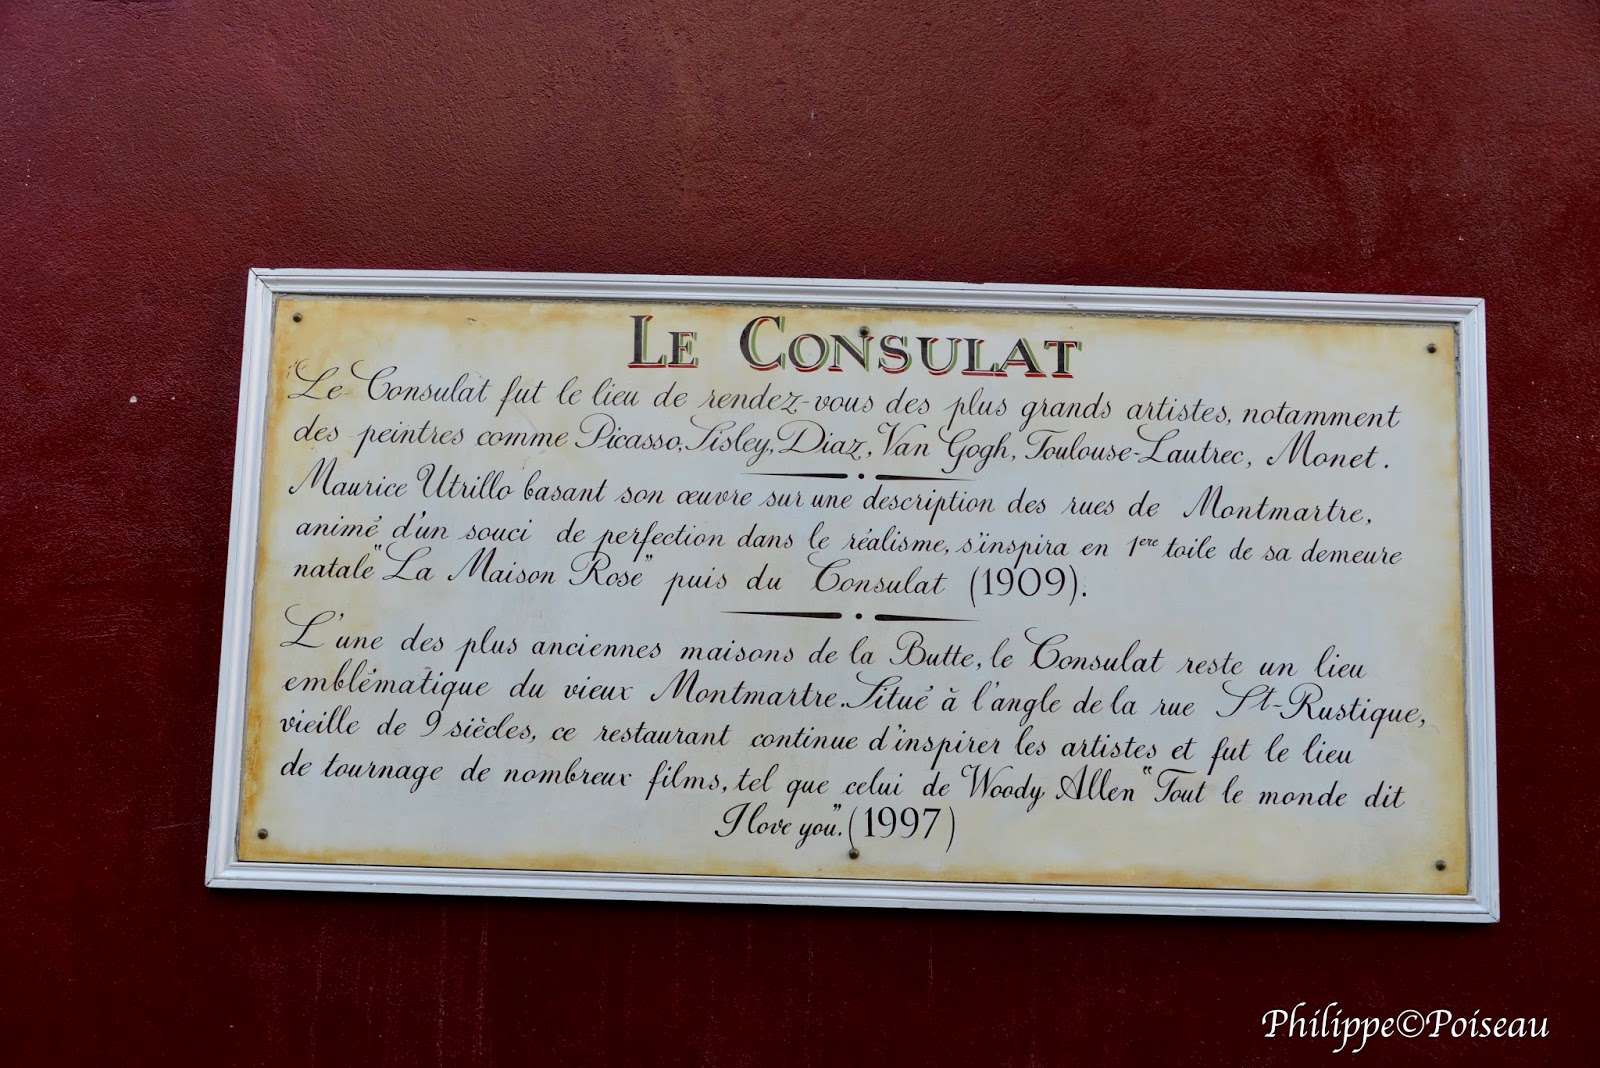 LE CONSULAT
"Le Consulat fut le lieu de rendez-vous des plus grands artistes, notamment
des peintres comme Picasso, Sisley, Diaz, Van Gogh, Toulouse-Lautrec, Monet.
Maurice Utrillo basant son œuvre sur une description des rues de Montmartre,
animé d'un souci de perfection dans le réalisme, s'inspira en 1ere toile de sa demeure
natale "La Maison Rose" puis du Consulat (1909).
L'une des plus anciennes maisons de la Butte, le Consulat reste un lieu
emblématique du vieux Montmartre. Situé à l'angle de la rue St-Rustique,
vieille de 9 siècles, ce restaurant continue d'inspirer les artistes et fut le lieu
de tournage de nombreux films, tel que celui de Woody Allen "Tout le monde dit
I love you". (1997)
Philippe©Poiseau